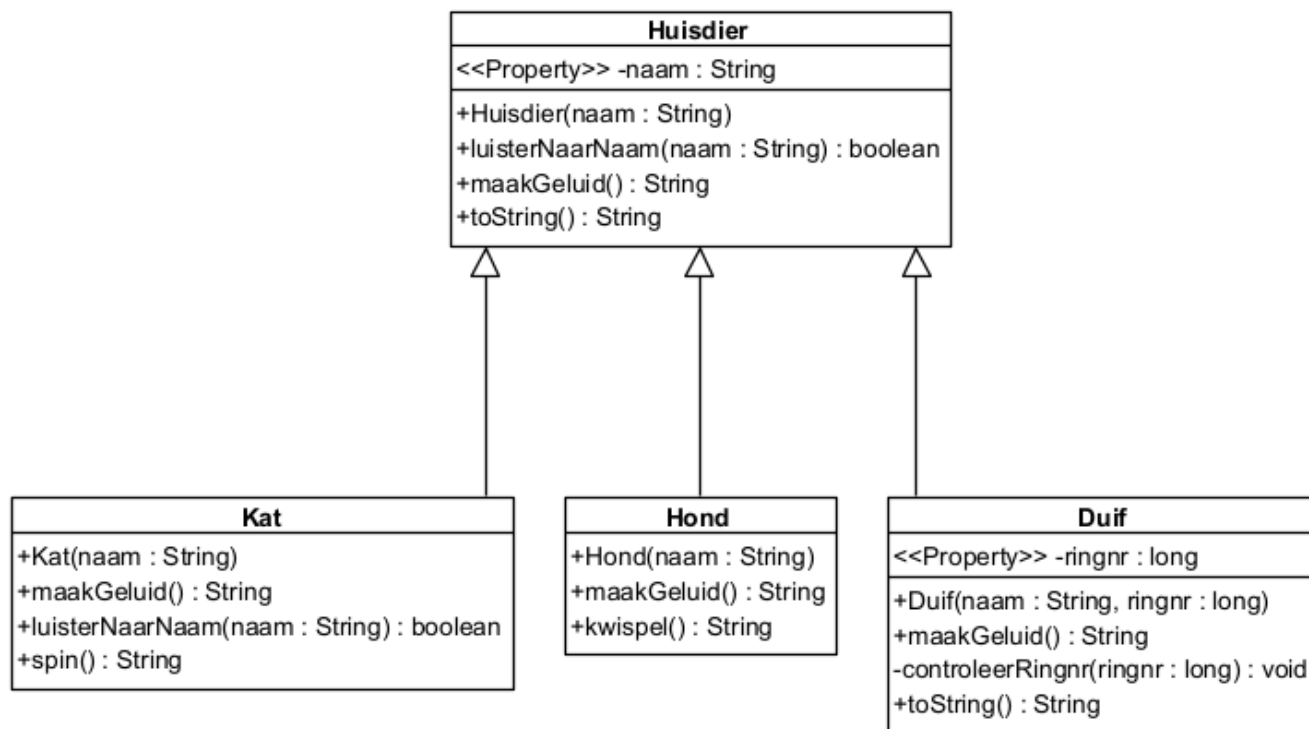 Huisdier
<<Property>> -naam : String
+Huisdier(naam : String)
+luisterNaarNaam(naam : String) : boolean
+maakGeluid() : String
+toString() : String
Kat
+Kat(naam : String)
+maakGeluid() : String
+luisterNaarNaam(naam : String) : boolean
+spin() : String
Hond
+Hond(naam : String)
+maakGeluid() : String
+kwispel() : String
Duif
<<Property>> -ringnr : long
+Duif(naam : String, ringnr : long)
+maakGeluid() : String
-controleerRingnr(ringnr : long) : void
+toString() : String